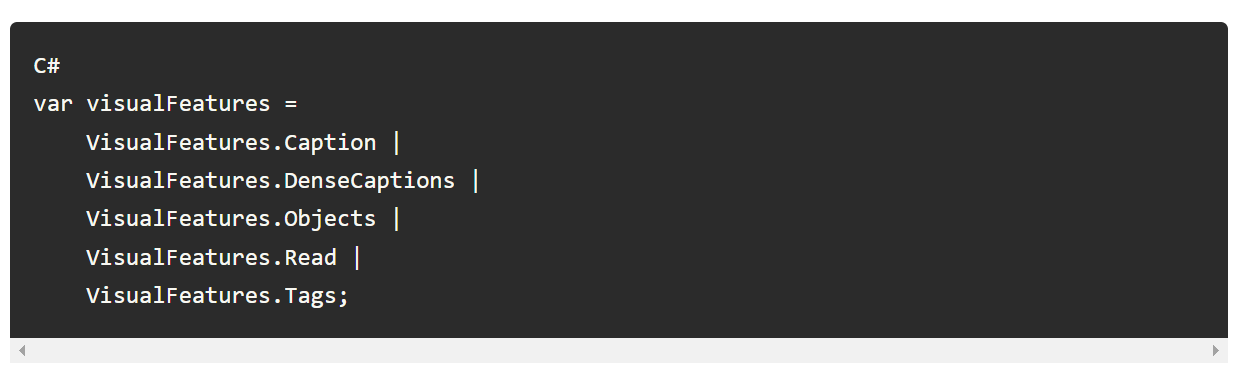 C#
var visualFeatures =
    VisualFeatures.Caption |
    VisualFeatures.DenseCaptions |
    VisualFeatures.Objects |
    VisualFeatures.Read |
    VisualFeatures.Tags;